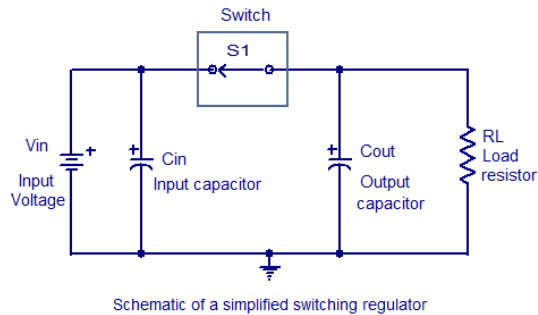 Switch
S1
Vin
+
Input
Voltage
+
Cin
Input capacitor
+
Cout
Output
capacitor
RL
Load
resistor
Schematic of a simplified switching regulator